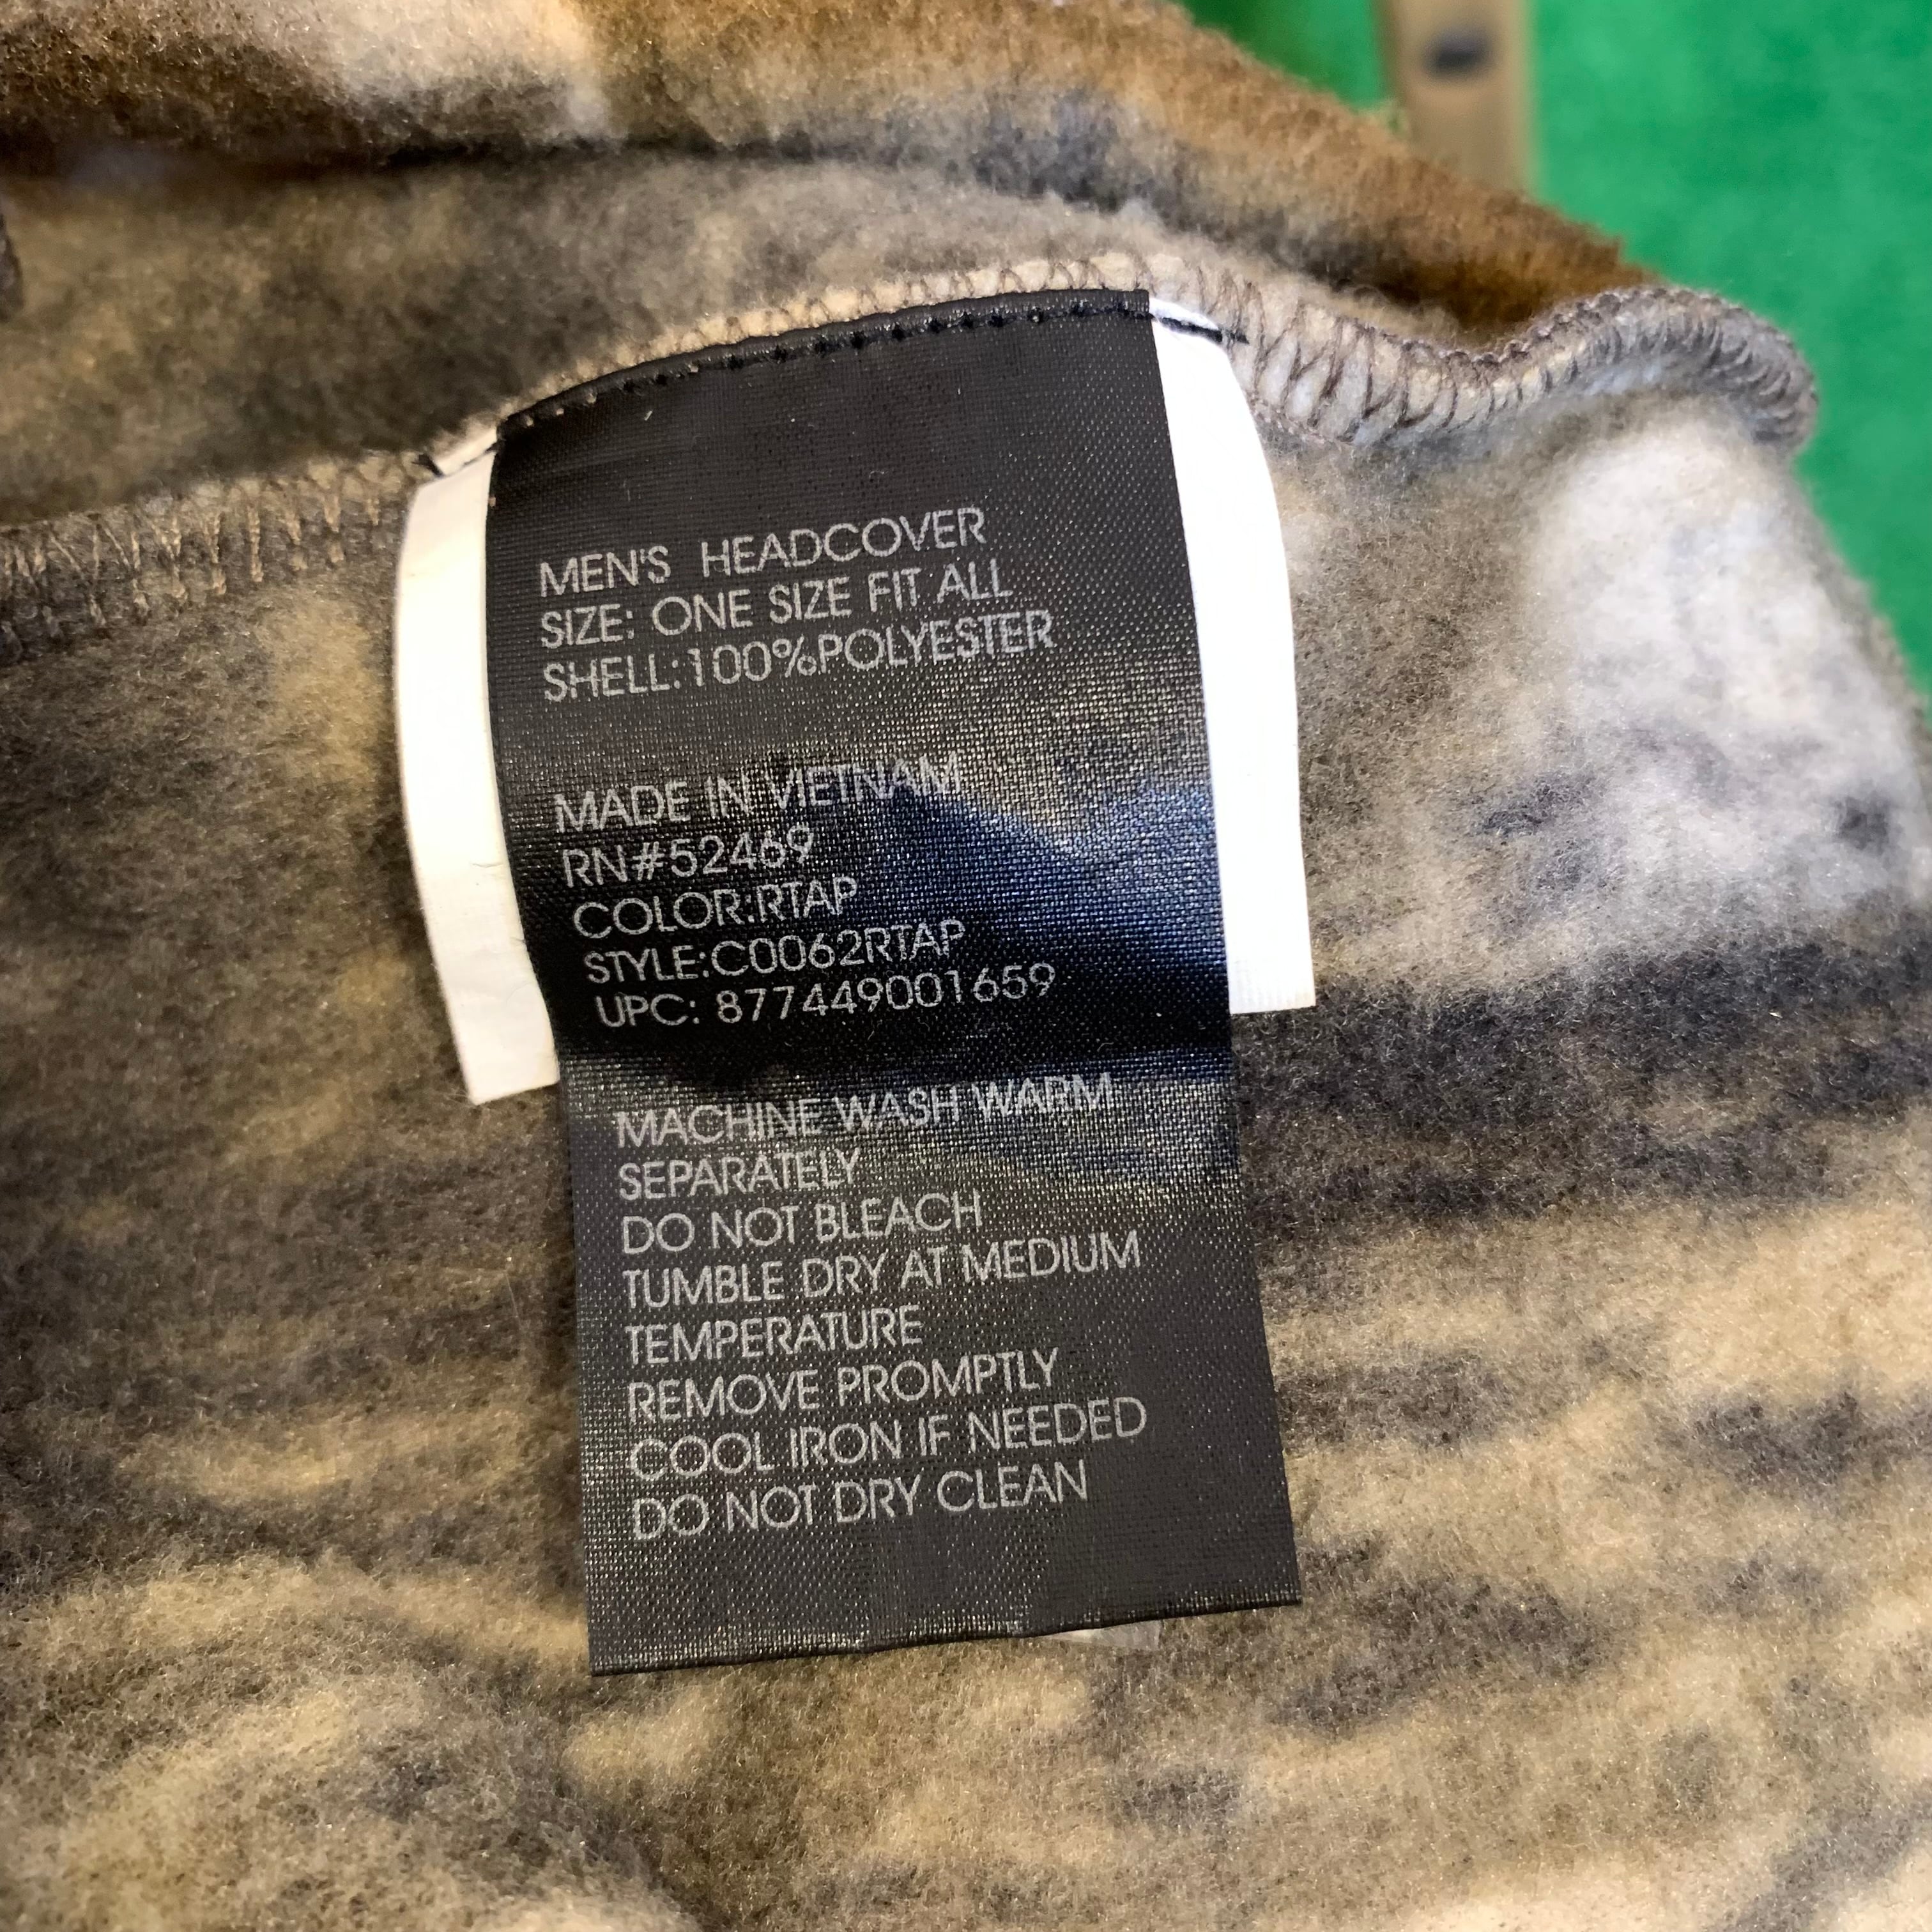 MEN'S HEADCOVER
SIZE: ONE SIZE FIT ALL
SHELL:100%POLYESTER
MADE IN VIETNAM
RN#52469
COLOR:RTAP
STYLE:C0062RTAP
UPC: 877449001659
MACHINE WASH WARM
SEPARATELY
DO NOT BLEACH
TUMBLE DRY AT MEDIUM
TEMPERATURE
REMOVE PROMPTLY
COOL IRON IF NEEDED
DO NOT DRY CLEAN